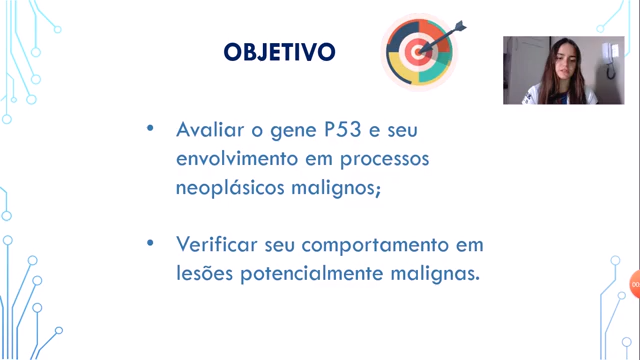 OBJETIVO
• Avaliar o gene P53 e seu
envolvimento em processos
neoplásicos malignos;
• Verificar seu comportamento em
lesões potencialmente malignas.